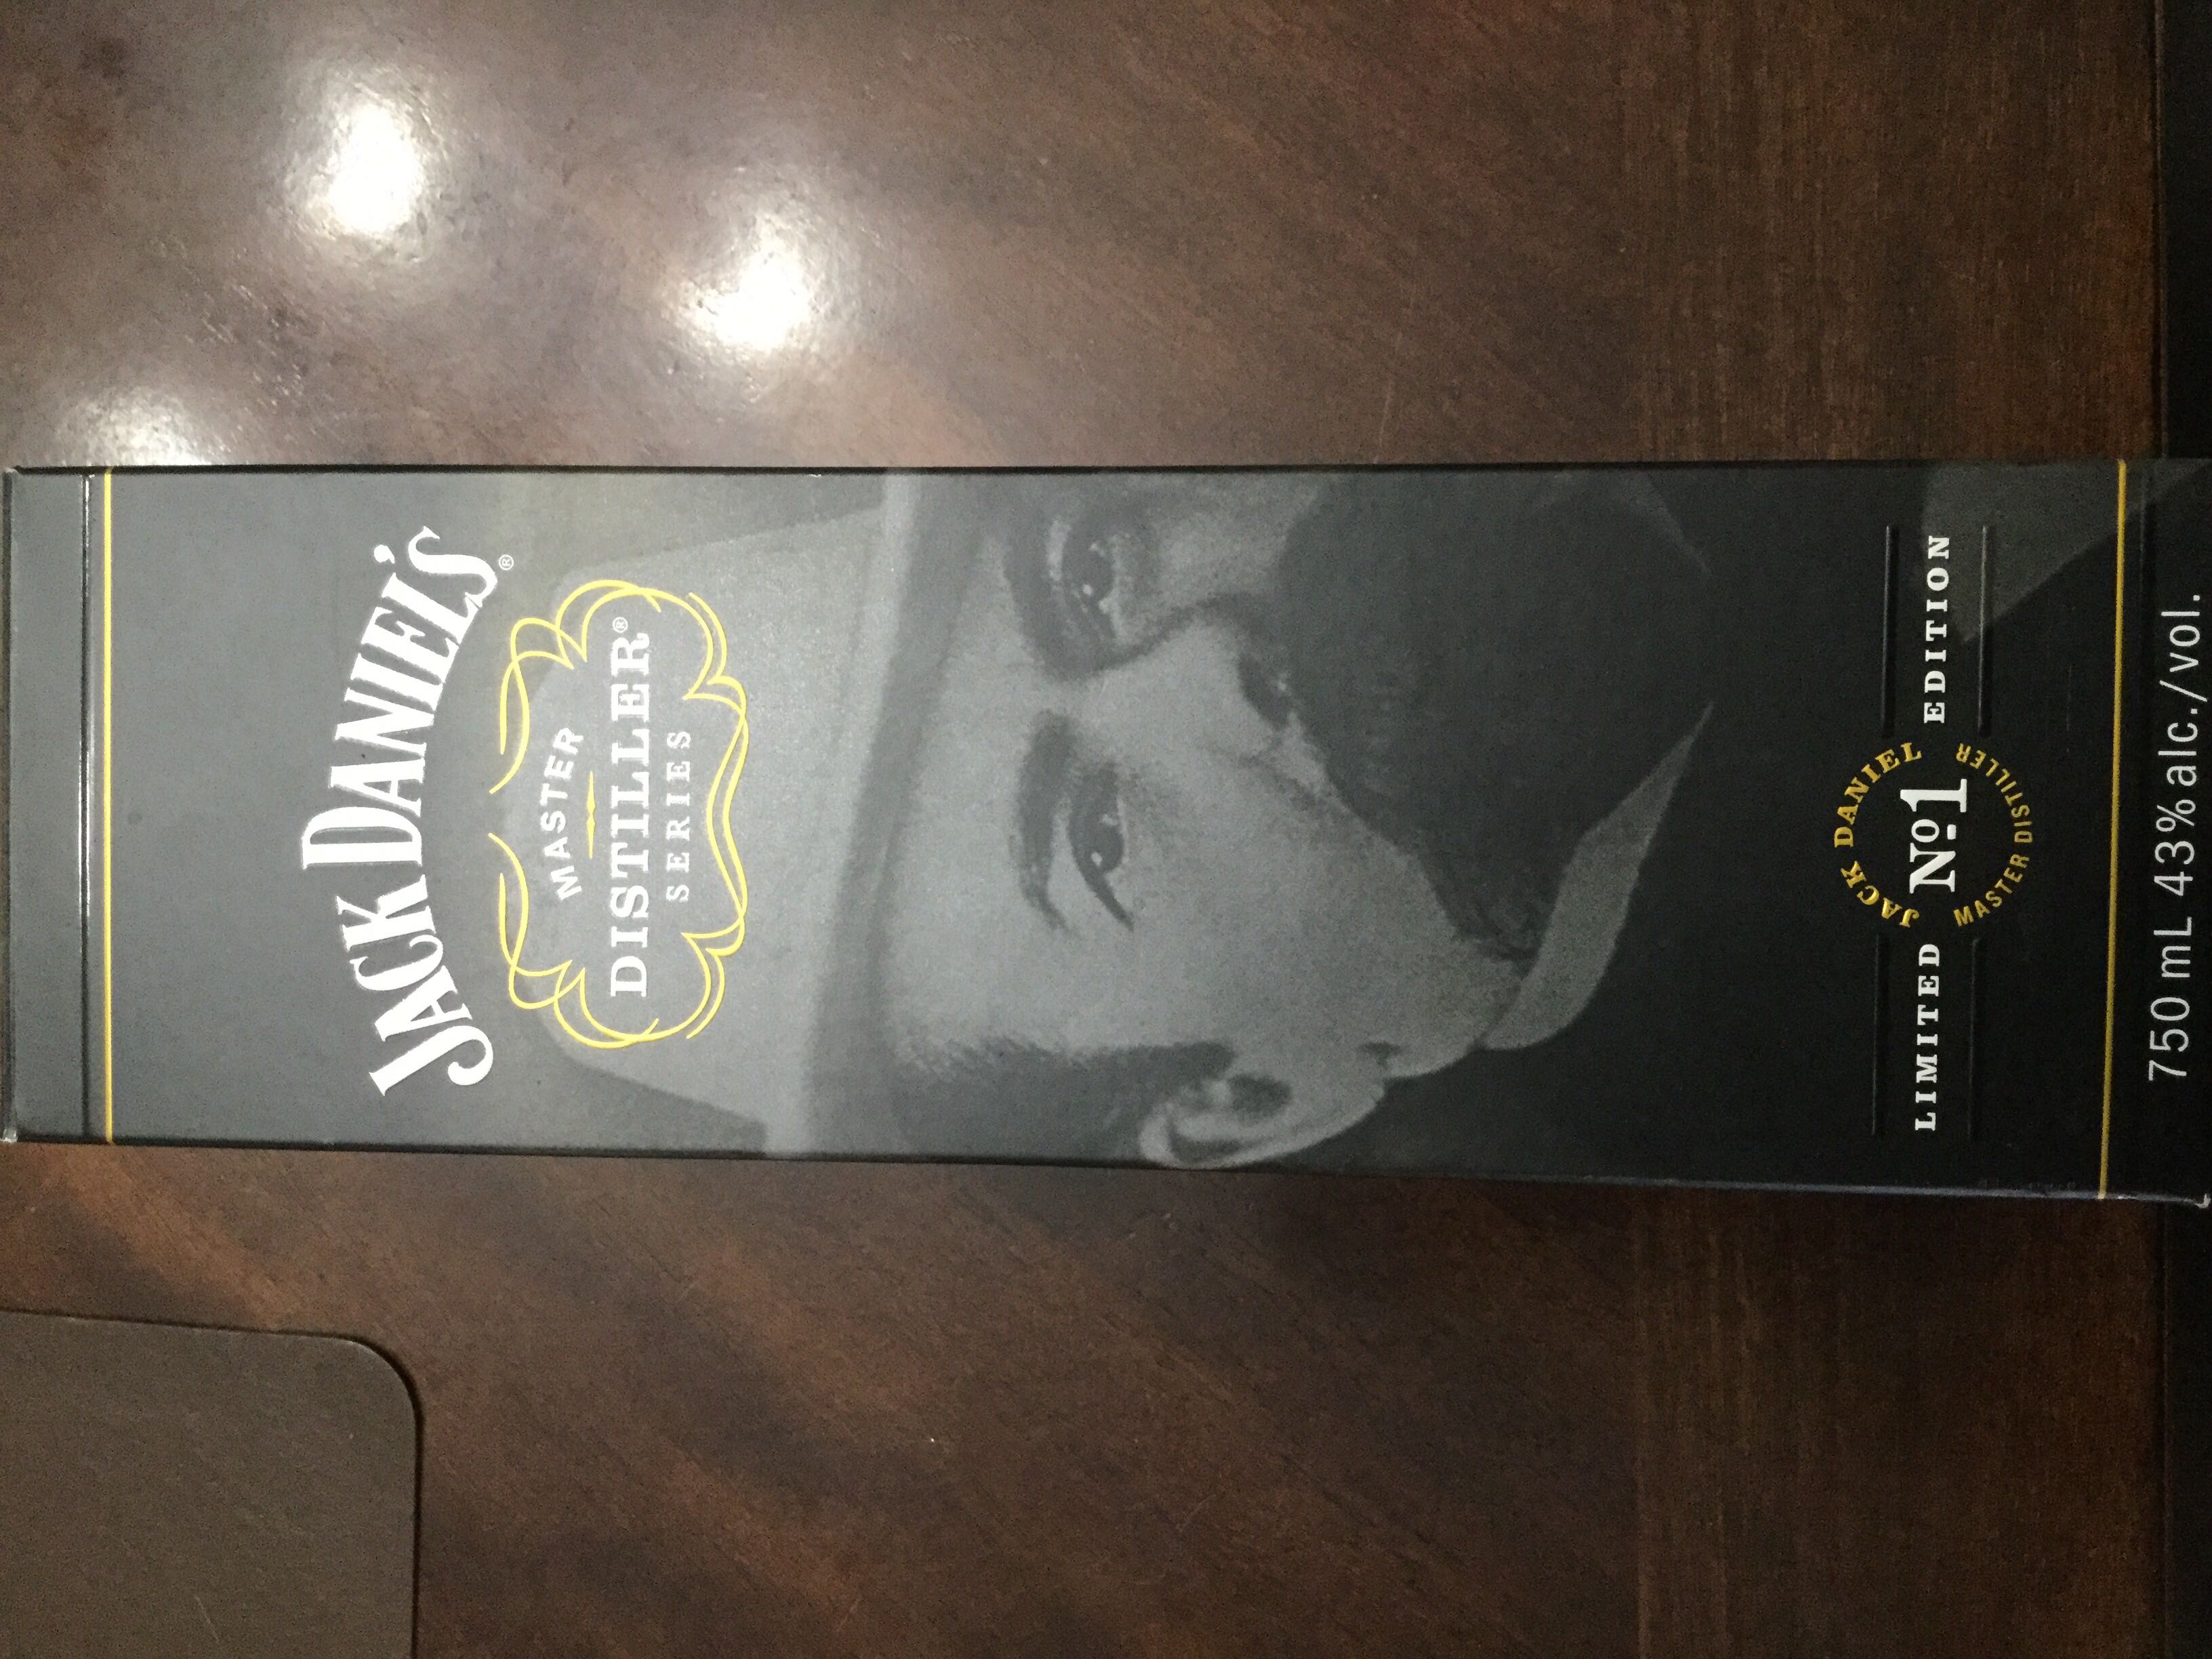 JACK DANIEL'S®
MASTER
DISTILLER®
SERIES
JACK DANIEL
LIMITED Nº1 EDITION
MASTER DISTILLER
750 mL 43% alc./vol.